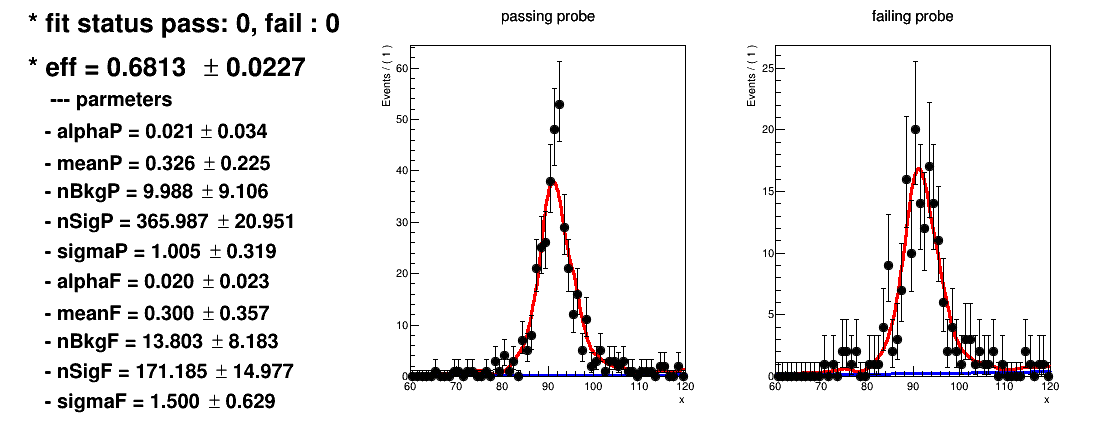 * fit status pass: 0, fail : 0
* eff = 0.6813 ± 0.0227
--- parmeters
- alphaP = 0.021 ± 0.034
- meanP = 0.326 ± 0.225
- nBkgP = 9.988 ± 9.106
- nSigP = 365.987 ± 20.951
- sigmaP = 1.005 ± 0.319
- alphaF = 0.020 ± 0.023
- meanF = 0.300 ± 0.357
- nBkgF = 13.803 ± 8.183
- nSigF = 171.185 ± 14.977
- sigmaF = 1.500 ± 0.629
passing probe
Events / ( 1 )
60
50
40
30
20
10
0
60 70 80 90 100 110 120
x
failing probe
Events / ( 1 )
25
20
15
10
5
0
60 70 80 90 100 110 120
x